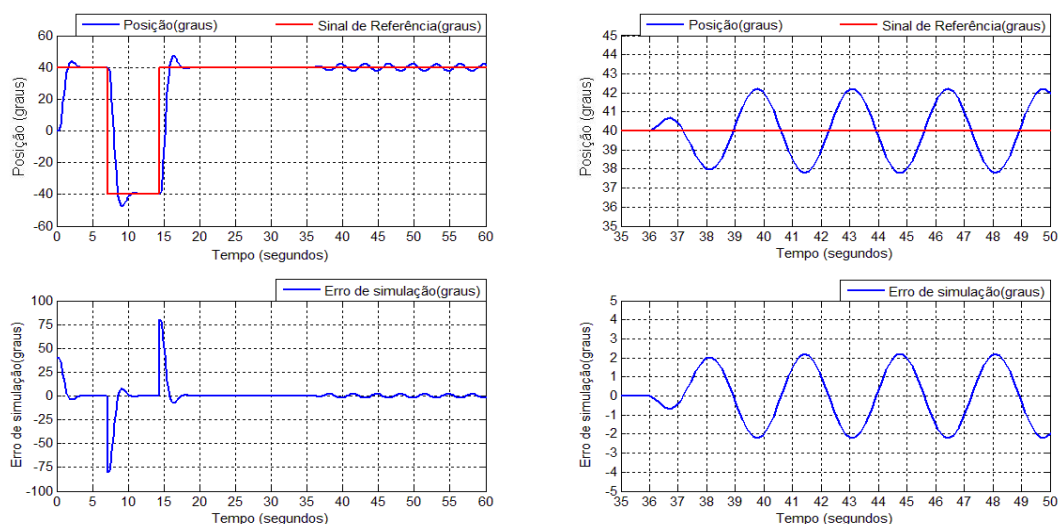 Posição(graus) Sinal de Referência(graus)
60
40
20
0
-20
-40
-60
Posição (graus)
0 5 10 15 20 25 30 35 40 45 50 55 60
Tempo (segundos)
Posição(graus) Sinal de Referência(graus)
45
44
43
42
41
40
39
38
37
36
35
Posição (graus)
35 36 37 38 39 40 41 42 43 44 45 46 47 48 49 50
Tempo (segundos)
Erro de simulação(graus)
100
75
50
25
0
-25
-50
-75
-100
Erro de simulação(graus)
0 5 10 15 20 25 30 35 40 45 50 55 60
Tempo (segundos)
Erro de simulação(graus)
5
4
3
2
1
0
-1
-2
-3
-4
-5
Erro de simulação(graus)
35 36 37 38 39 40 41 42 43 44 45 46 47 48 49 50
Tempo (segundos)